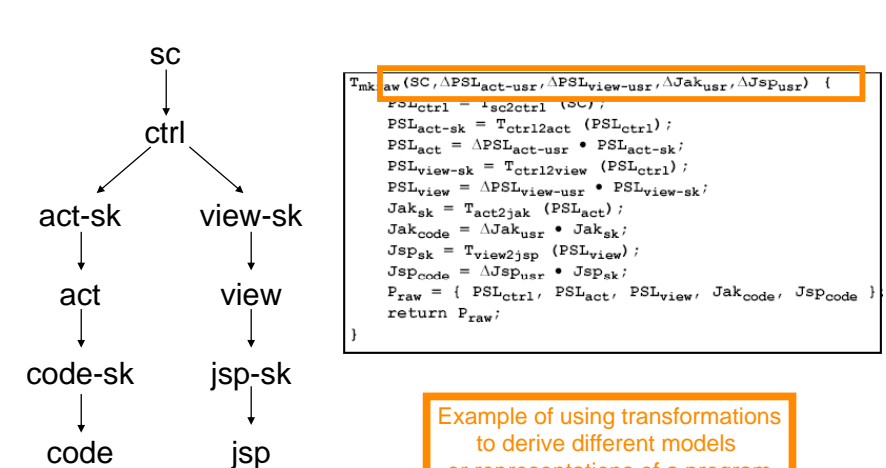 sc
ctrl
act-sk view-sk
act view
code-sk jsp-sk
code jsp
T_mkraw(SC,ΔPSL_act-usr,ΔPSL_view-usr,ΔJak_usr,ΔJsp_usr) {
PSL_ctrl = T_sc2ctrl (SC);
PSL_act-sk = T_ctrl2act (PSL_ctrl);
PSL_act = ΔPSL_act-usr • PSL_act-sk;
PSL_view-sk = T_ctrl2view (PSL_ctrl);
PSL_view = ΔPSL_view-usr • PSL_view-sk;
Jak_sk = T_act2jak (PSL_act);
Jak_code = ΔJak_usr • Jak_sk;
Jsp_sk = T_view2jsp (PSL_view);
Jsp_code = ΔJsp_usr • Jsp_sk;
P_raw = { PSL_ctrl, PSL_act, PSL_view, Jak_code, Jsp_code };
return P_raw;
}
Example of using transformations
to derive different models
or representations of a program